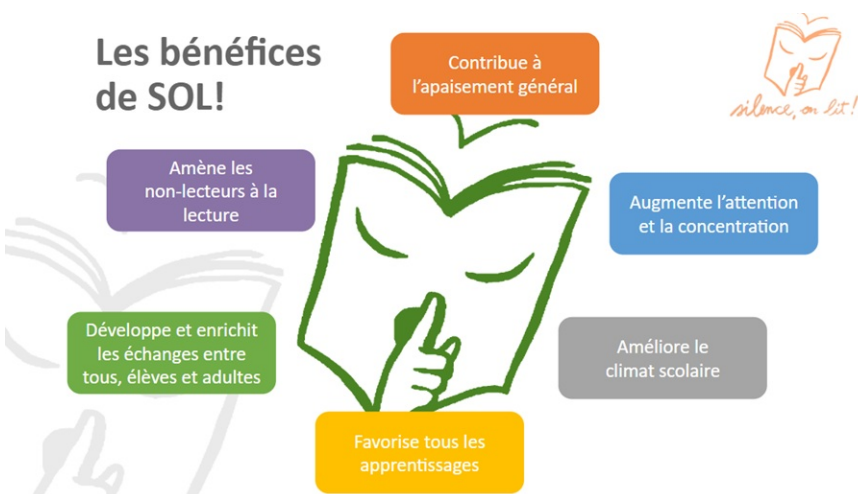 Les bénéfices
de SOL!
Contribue à
l'apaisement général
silence, on lit!
Amène les
non-lecteurs à la
lecture
Augmente l'attention
et la concentration
Développe et enrichit
les échanges entre
tous, élèves et adultes
Améliore le
climat scolaire
Favorise tous les
apprentissages